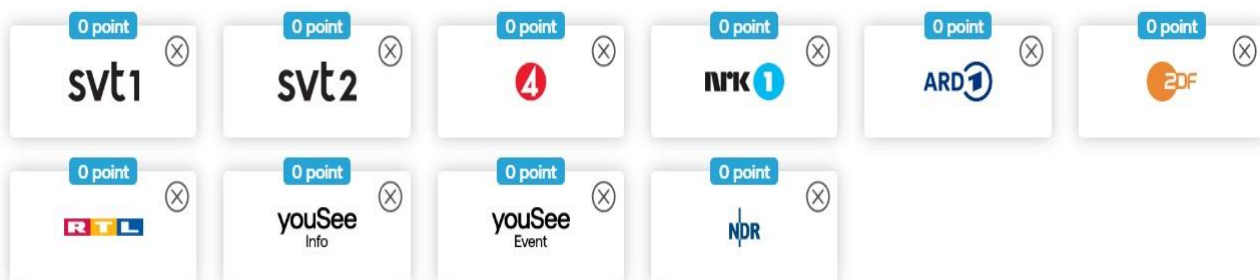 0 point 0 point 0 point 0 point 0 point 0 point
svt1 svt2 4 nrk 1 ARD 1 2DF
0 point 0 point 0 point 0 point
RTL youSee youSee NDR
Info Event